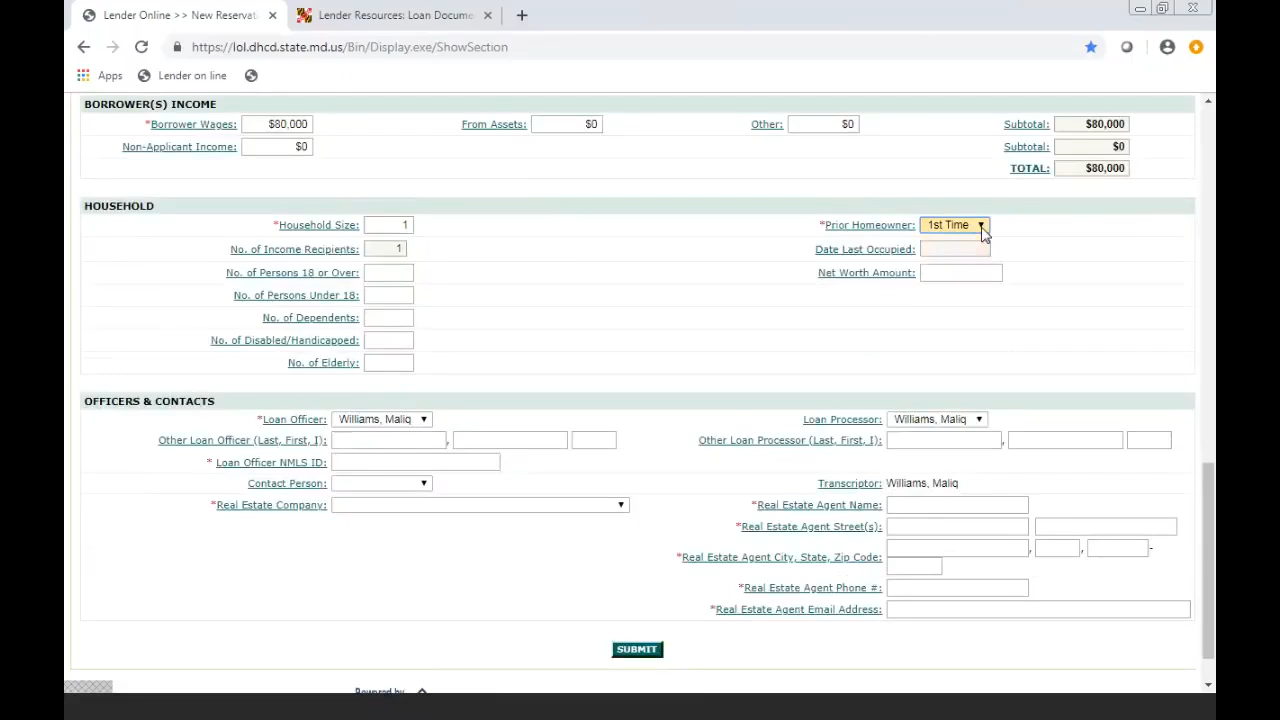 Lender Online >> New Reservat
Lender Resources: Loan Docume
https://lol.dhcd.state.md.us/Bin/Display.exe/ShowSection
Apps Lender on line
BORROWER(S) INCOME
*Borrower Wages: $80,000 From Assets: $0 Other: $0 Subtotal: $80,000
Non-Applicant Income: $0 Subtotal: $0
TOTAL: $80,000
HOUSEHOLD
*Household Size: 1 *Prior Homeowner: 1st Time
No. of Income Recipients: 1 Date Last Occupied:
No. of Persons 18 or Over: Net Worth Amount:
No. of Persons Under 18:
No. of Dependents:
No. of Disabled/Handicapped:
No. of Elderly:
OFFICERS & CONTACTS
*Loan Officer: Williams, Maliq Loan Processor: Williams, Maliq
Other Loan Officer (Last, First, I): , Other Loan Processor (Last, First, I): ,
* Loan Officer NMLS ID:
Contact Person: Transcriptor: Williams, Maliq
*Real Estate Company: *Real Estate Agent Name:
*Real Estate Agent Street(s):
*Real Estate Agent City, State, Zip Code: , , -
*Real Estate Agent Phone #:
*Real Estate Agent Email Address:
SUBMIT
Powered by